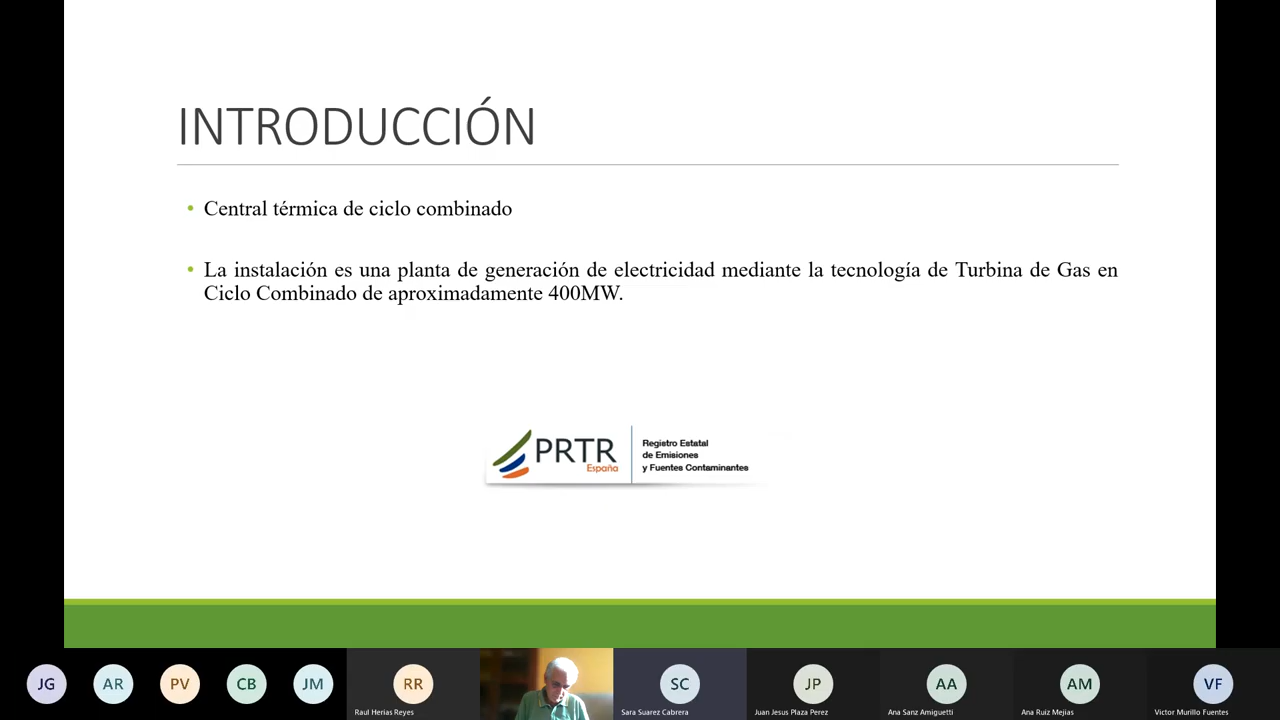 INTRODUCCIÓN
• Central térmica de ciclo combinado
• La instalación es una planta de generación de electricidad mediante la tecnología de Turbina de Gas en
Ciclo Combinado de aproximadamente 400MW.
PRTR
España
Registro Estatal
de Emisiones
y Fuentes Contaminantes
JG AR PV CB JM RR SC JP AA AM VF
Raul Herias Reyes Sara Suarez Cabrera Juan Jesus Plaza Perez Ana Sanz Amiguetti Ana Ruiz Mejias Victor Murillo Fuentes